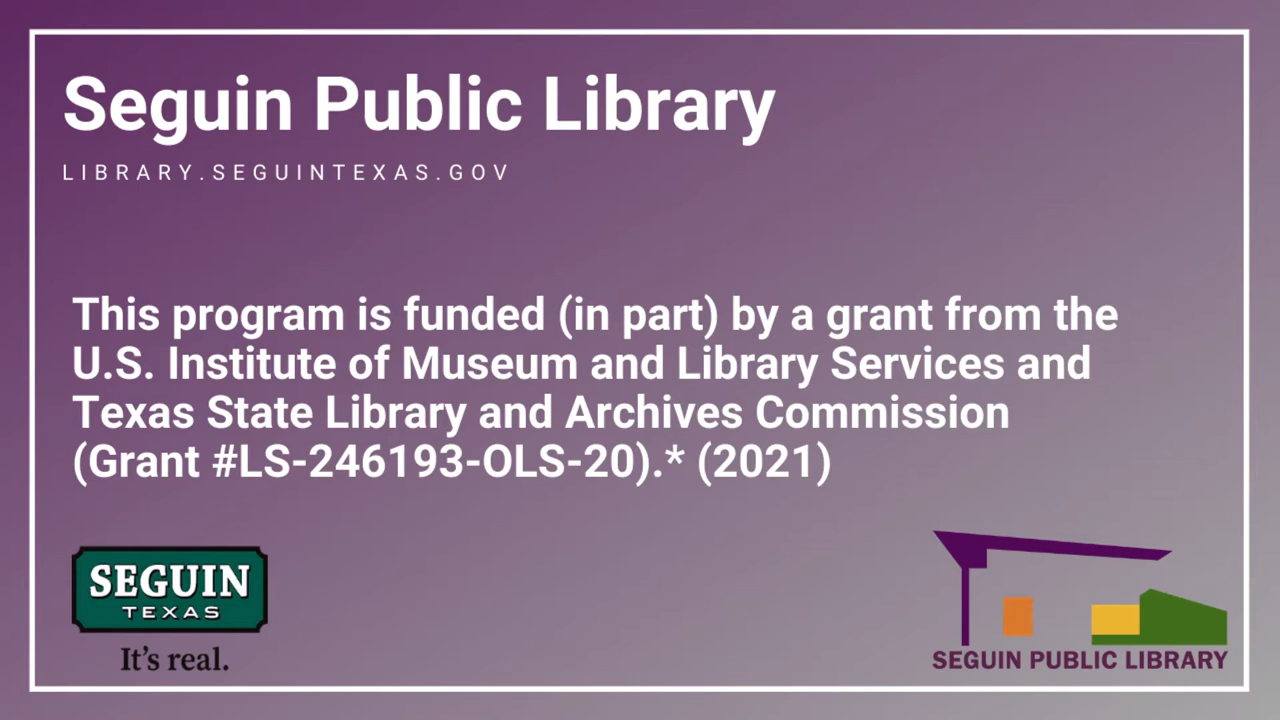 Seguin Public Library
LIBRARY.SEGUINTEXAS.GOV
This program is funded (in part) by a grant from the
U.S. Institute of Museum and Library Services and
Texas State Library and Archives Commission
(Grant #LS-246193-OLS-20).* (2021)
SEGUIN
TEXAS
It's real.
SEGUIN PUBLIC LIBRARY